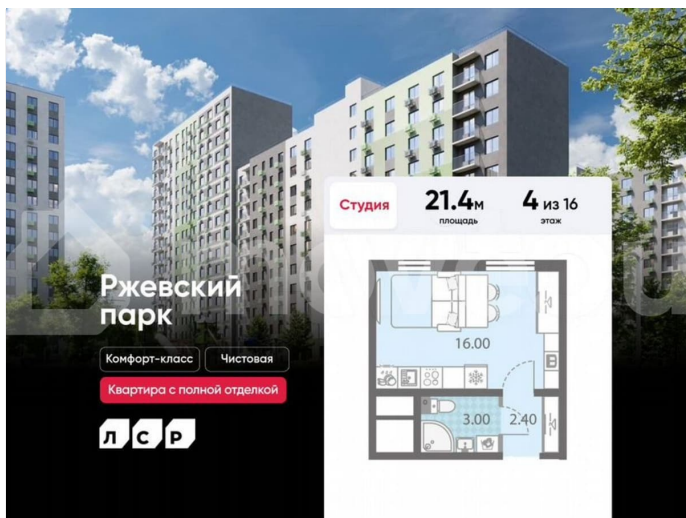 Студия
21.4м
площадь
4 из 16
этаж
Ржевский
парк
Комфорт-класс
Чистовая
Квартира с полной отделкой
ЛСР
16.00
3.00
2.40